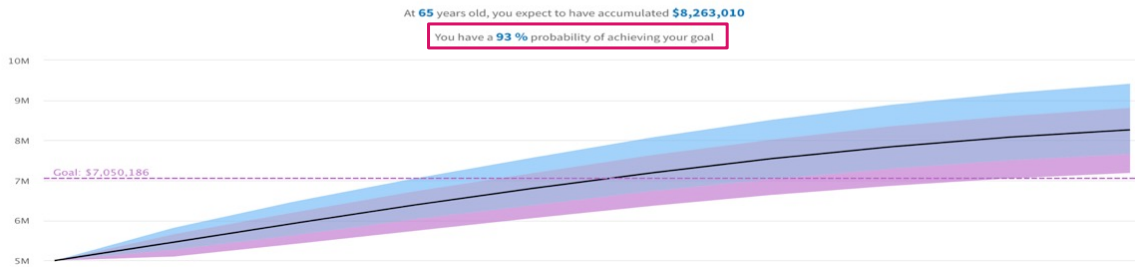 At 65 years old, you expect to have accumulated $8,263,010
You have a 93 % probability of achieving your goal
10M
9M
8M
Goal: $7,050,186
7M
6M
5M